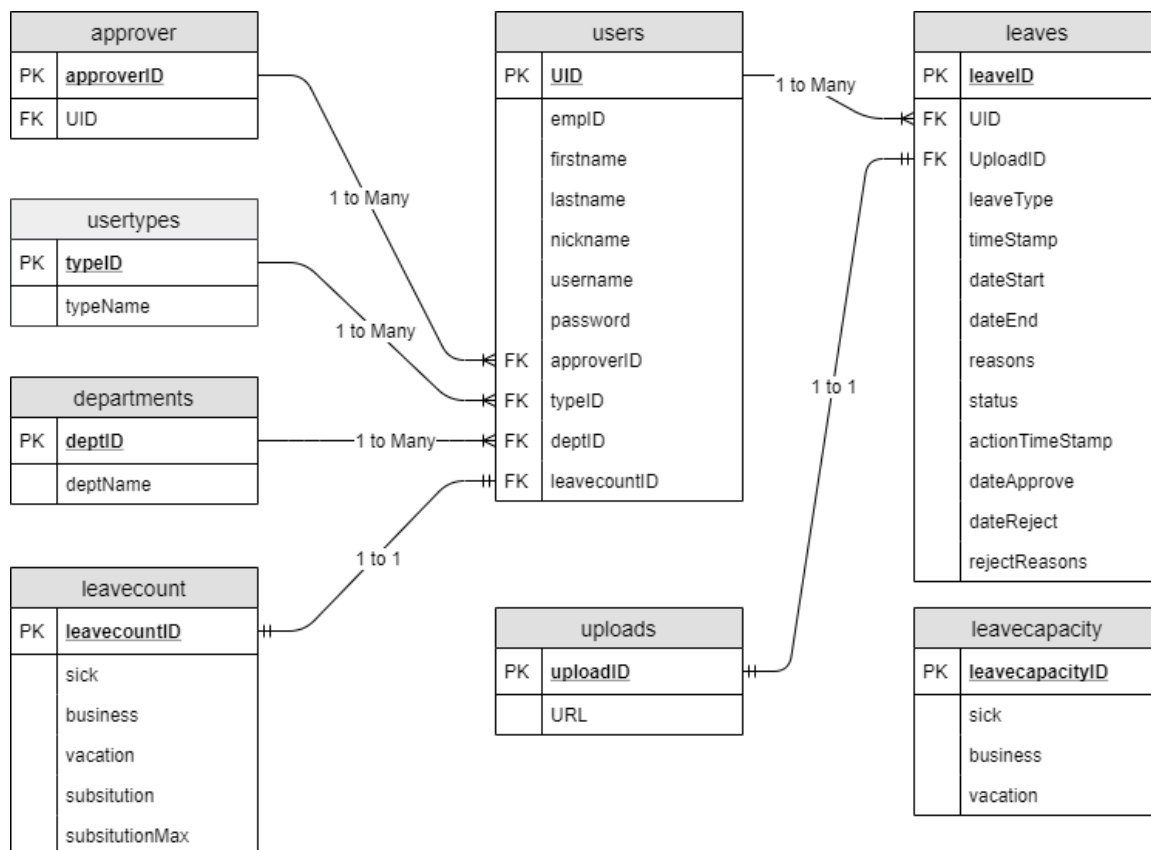 approver
PK approverID
FK UID
usertypes
PK typeID
typeName
departments
PK deptID
deptName
leavecount
PK leavecountID
sick
business
vacation
subsitution
subsitutionMax
users
PK UID
empID
firstname
lastname
nickname
username
password
FK approverID
FK typeID
FK deptID
FK leavecountID
uploads
PK uploadID
URL
leaves
PK leaveID
FK UID
FK UploadID
leaveType
timeStamp
dateStart
dateEnd
reasons
status
actionTimeStamp
dateApprove
dateReject
rejectReasons
leavecapacity
PK leavecapacityID
sick
business
vacation
1 to Many
1 to Many
1 to Many
1 to 1
1 to Many
1 to 1